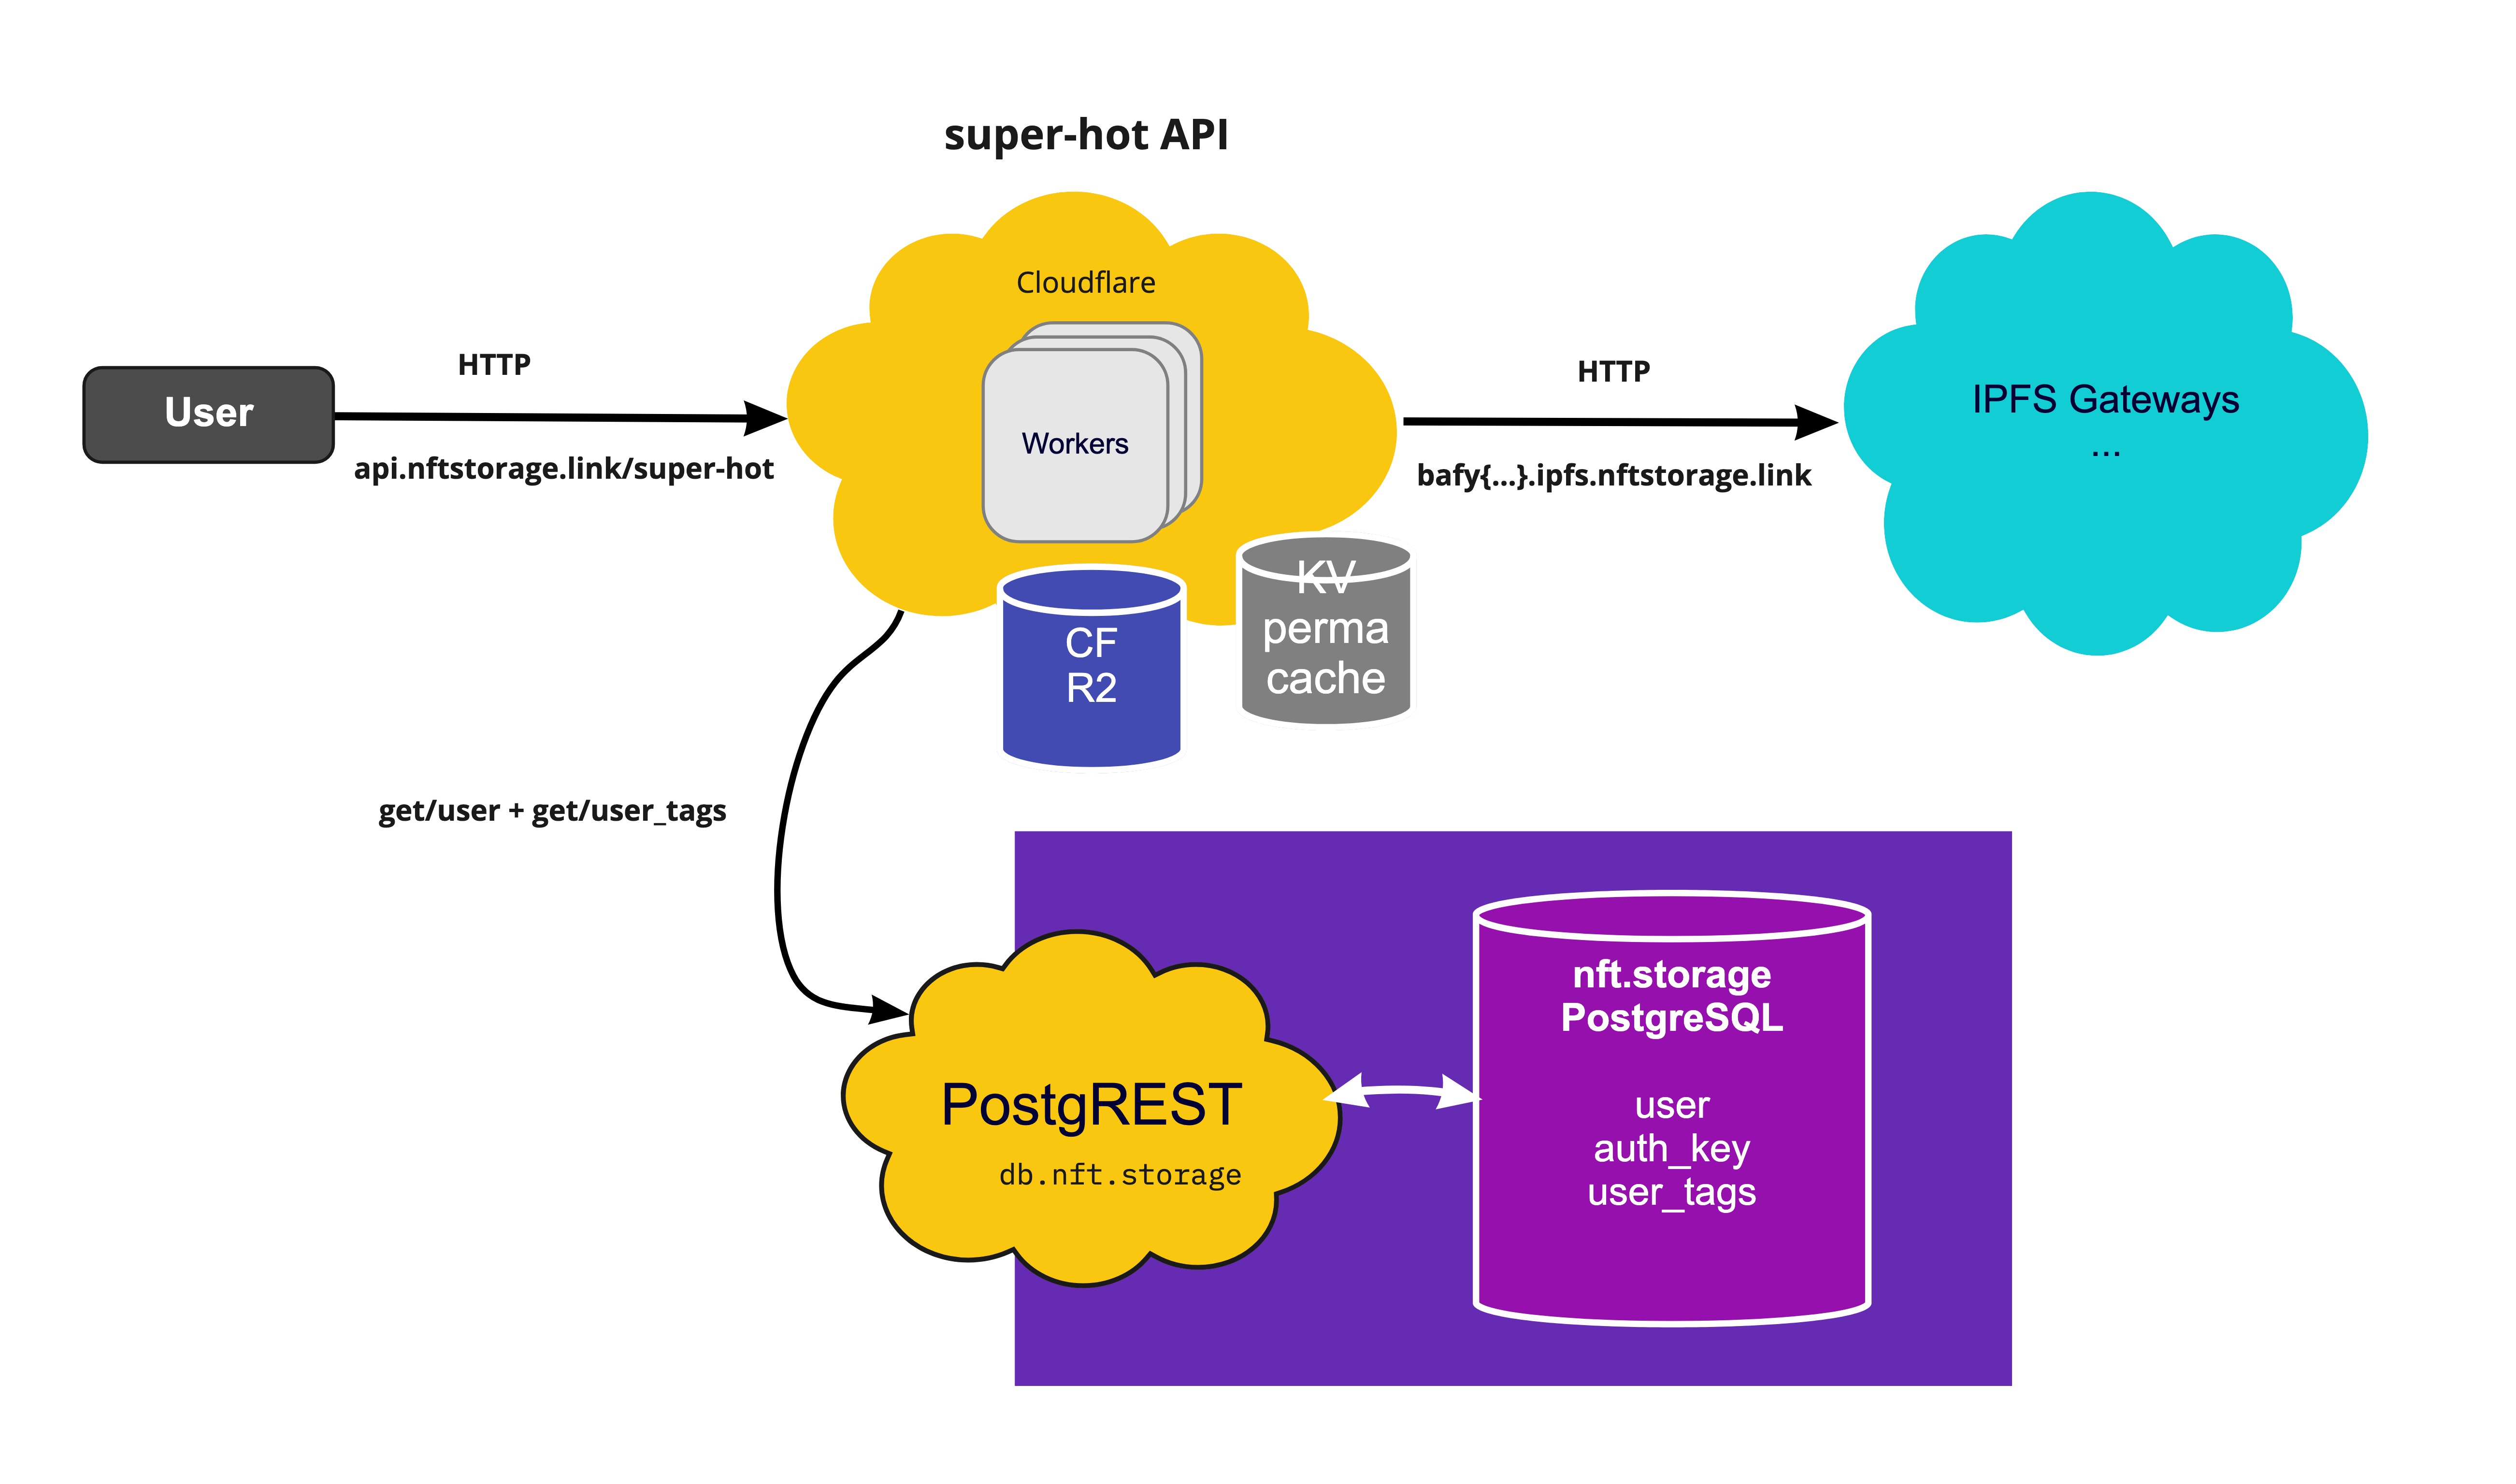 super-hot API
Cloudflare
Workers
HTTP
User
api.nftstorage.link/super-hot
HTTP
bafy{...}.ipfs.nftstorage.link
IPFS Gateways
...
CF
R2
KV
perma
cache
get/user + get/user_tags
PostgREST
db.nft.storage
nft.storage
PostgreSQL
user
auth_key
user_tags